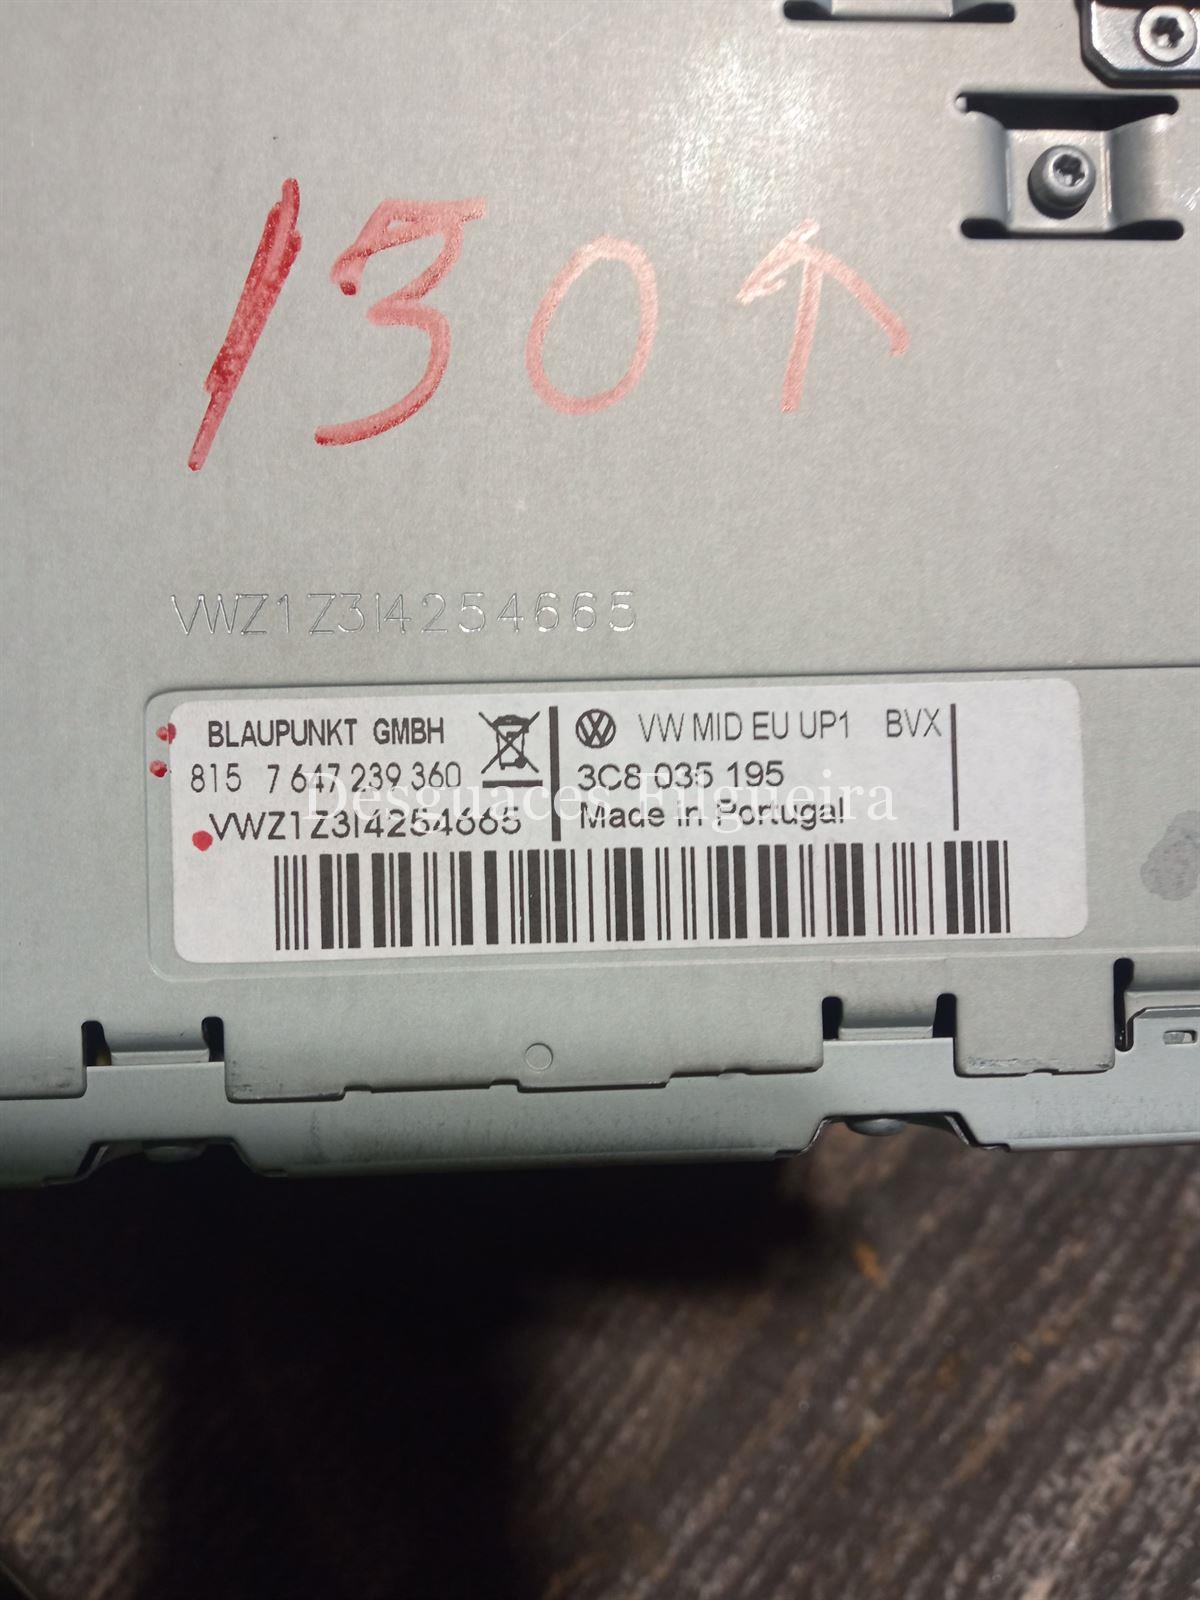 130↑
VWZ1Z3I4254665
BLAUPUNKT GMBH
815 7 647 239 360
VWZ1Z3I4254665
VW MID EU UP1 BVX
3C8 035 195
Made in Portugal
Desguaces Filgueira